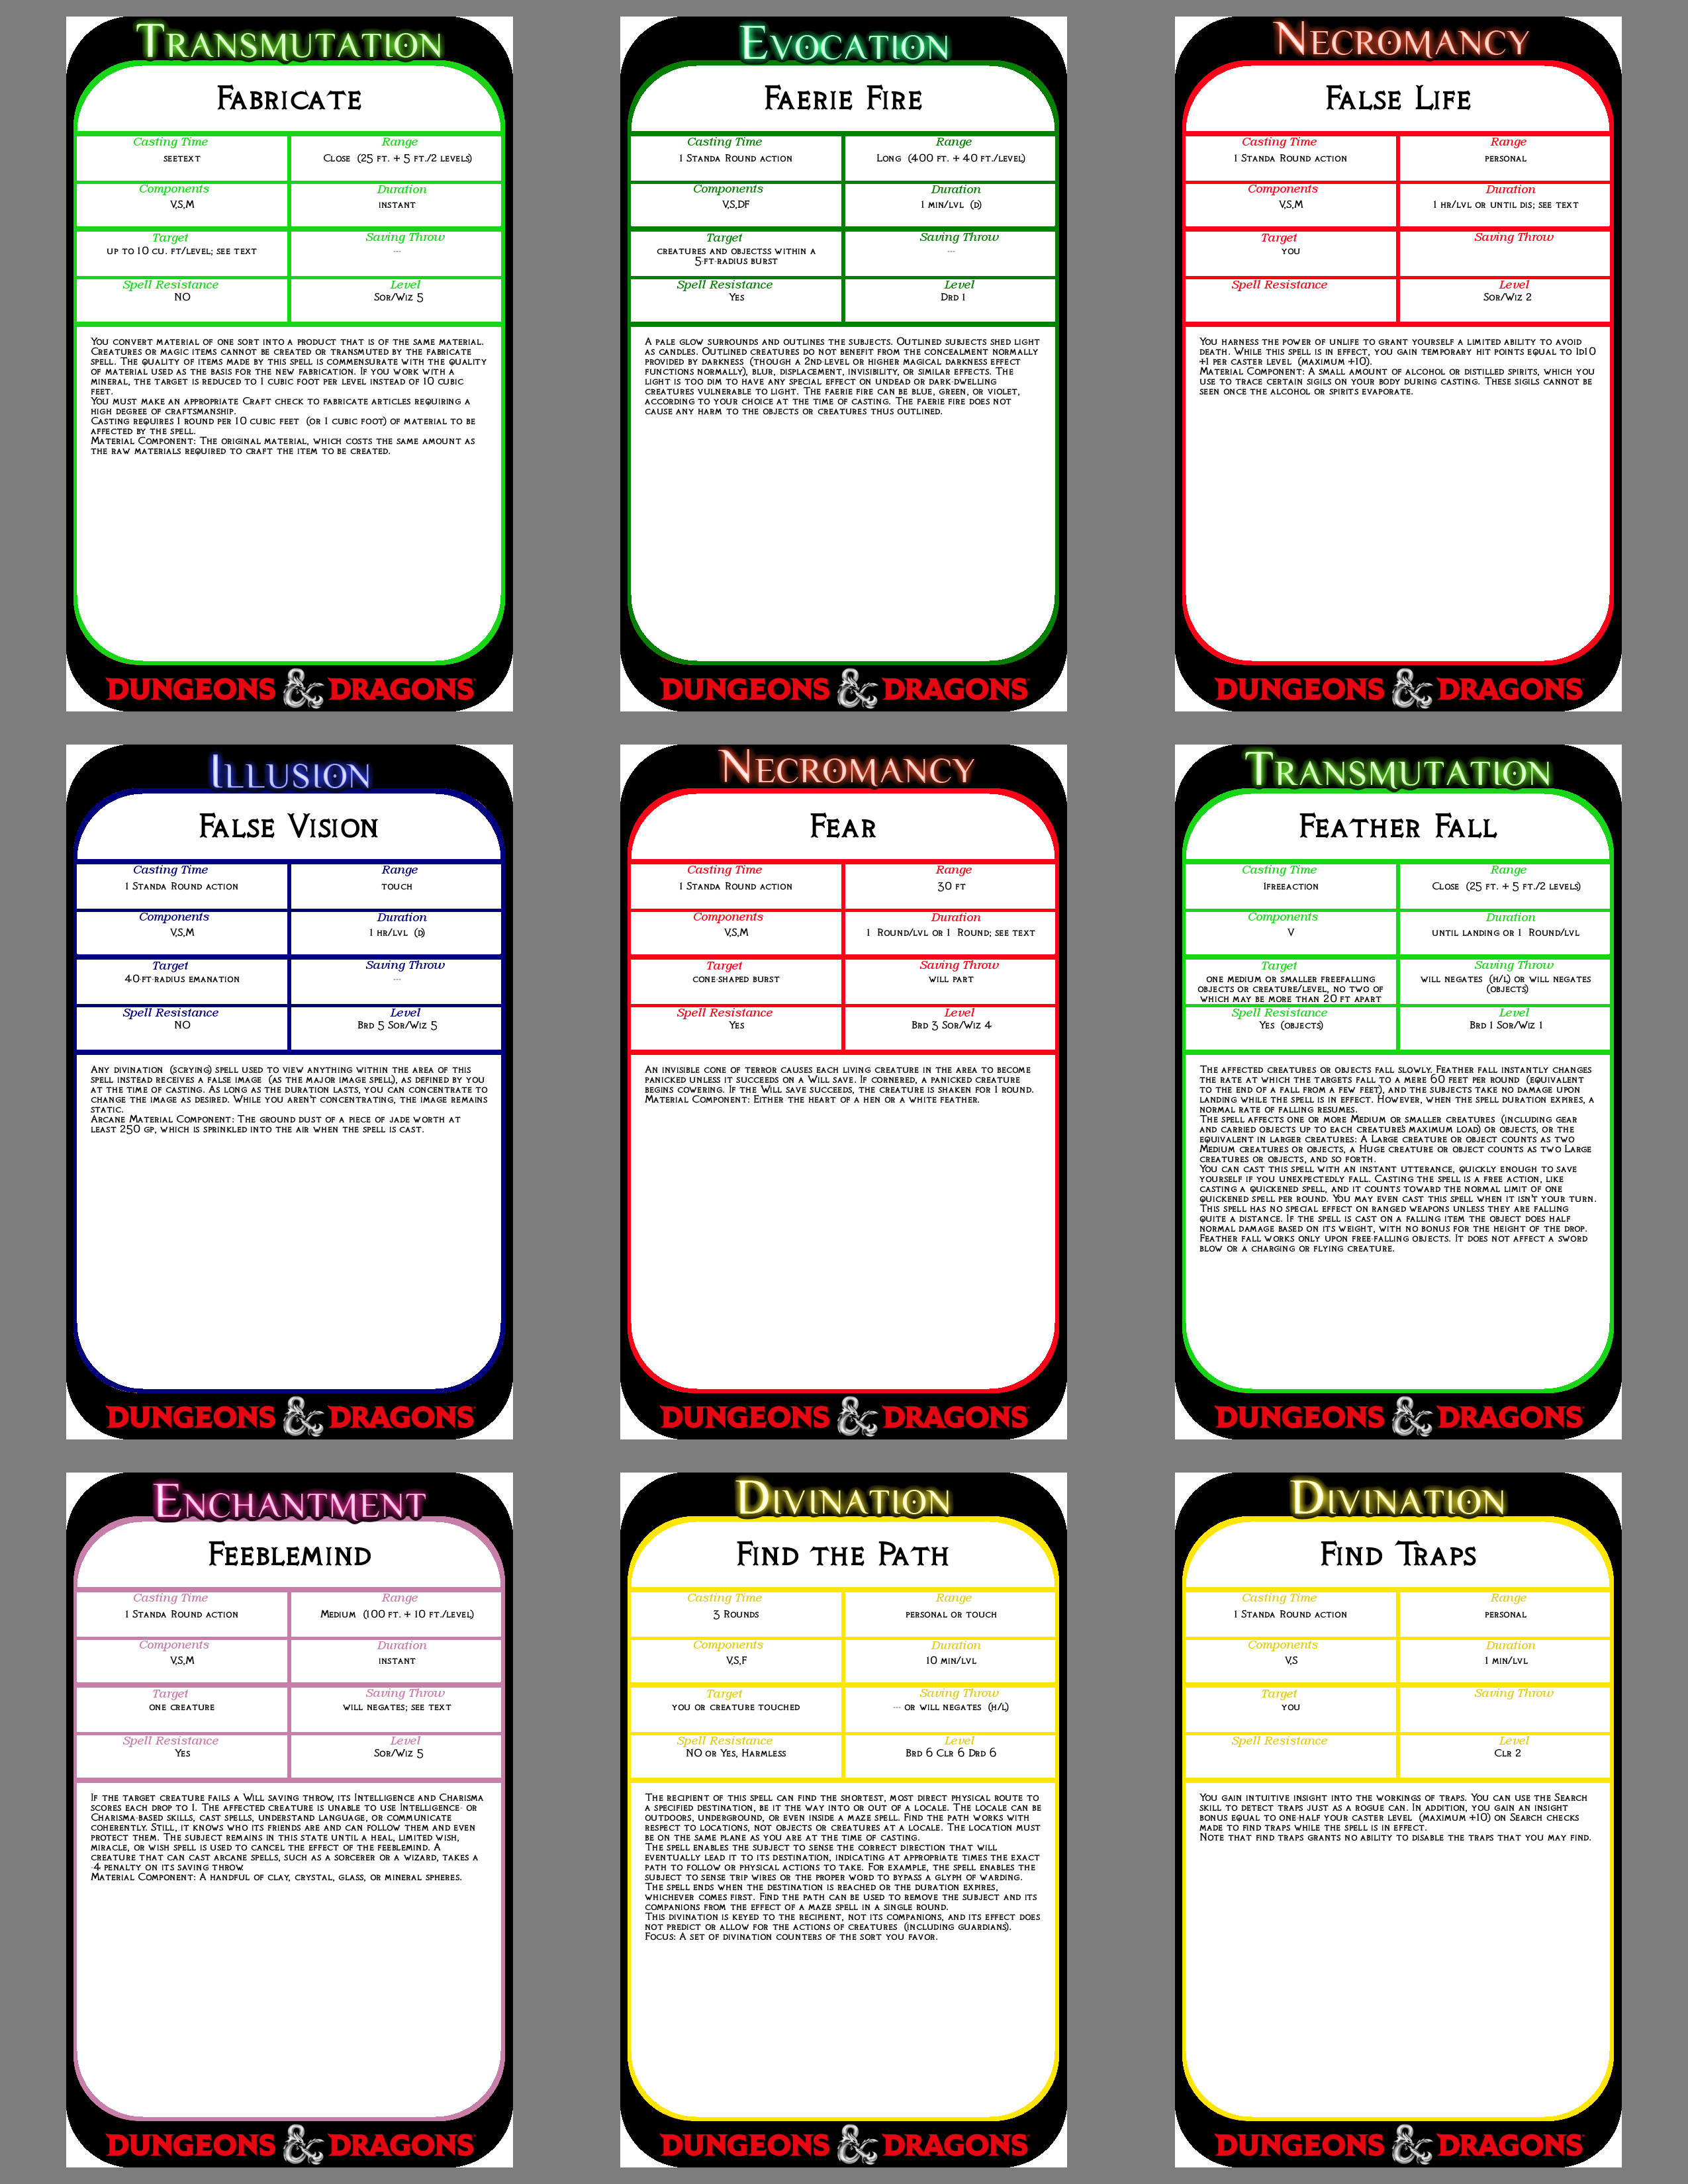 Transmutation
Fabricate
Casting Time
Range
seetext
Close (25 ft. + 5 ft./2 levels)
Components
Duration
V,S,M
instant
Target
Saving Throw
up to 10 cu. ft/level; see text
---
Spell Resistance
Level
NO
Sor/Wiz 5
You convert material of one sort into a product that is of the same material.
Creatures or magic items cannot be created or transmuted by the fabricate
spell. The quality of items made by this spell is commensurate with the quality
of material used as the basis for the new fabrication. If you work with a
mineral, the target is reduced to 1 cubic foot per level instead of 10 cubic
feet.
You must make an appropriate Craft check to fabricate articles requiring a
high degree of craftsmanship.
Casting requires 1 round per 10 cubic feet (or 1 cubic foot) of material to be
affected by the spell.
Material Component: The original material, which costs the same amount as
the raw materials required to craft the item to be created.
DUNGEONS & DRAGONS
Evocation
Faerie Fire
Casting Time
Range
1 Standa Round action
Long (400 ft. + 40 ft./level)
Components
Duration
V,S,DF
1 min/lvl (D)
Target
Saving Throw
creatures and objectss within a
5-ft-radius burst
---
Spell Resistance
Level
Yes
Drd 1
A pale glow surrounds and outlines the subjects. Outlined subjects shed light
as candles. Outlined creatures do not benefit from the concealment normally
provided by darkness (though a 2nd-level or higher magical darkness effect
functions normally), blur, displacement, invisibility, or similar effects. The
light is too dim to have any special effect on undead or dark-dwelling
creatures vulnerable to light. The faerie fire can be blue, green, or violet,
according to your choice at the time of casting. The faerie fire does not
cause any harm to the objects or creatures thus outlined.
DUNGEONS & DRAGONS
Necromancy
False Life
Casting Time
Range
1 Standa Round action
personal
Components
Duration
V,S,M
1 hr/lvl or until dis; see text
Target
Saving Throw
you
Spell Resistance
Level
Sor/Wiz 2
You harness the power of unlife to grant yourself a limited ability to avoid
death. While this spell is in effect, you gain temporary hit points equal to 1d10
+1 per caster level (maximum +10).
Material Component: A small amount of alcohol or distilled spirits, which you
use to trace certain sigils on your body during casting. These sigils cannot be
seen once the alcohol or spirits evaporate.
DUNGEONS & DRAGONS
Illusion
False Vision
Casting Time
Range
1 Standa Round action
touch
Components
Duration
V,S,M
1 hr/lvl (D)
Target
Saving Throw
40-ft-radius emanation
---
Spell Resistance
Level
NO
Brd 5 Sor/Wiz 5
Any divination (scrying) spell used to view anything within the area of this
spell instead receives a false image (as the major image spell), as defined by you
at the time of casting. As long as the duration lasts, you can concentrate to
change the image as desired. While you aren't concentrating, the image remains
static.
Arcane Material Component: The ground dust of a piece of jade worth at
least 250 gp, which is sprinkled into the air when the spell is cast.
DUNGEONS & DRAGONS
Necromancy
Fear
Casting Time
Range
1 Standa Round action
30 ft
Components
Duration
V,S,M
1 Round/lvl or 1 Round; see text
Target
Saving Throw
cone-shaped burst
will part
Spell Resistance
Level
Yes
Brd 3 Sor/Wiz 4
An invisible cone of terror causes each living creature in the area to become
panicked unless it succeeds on a Will save. If cornered, a panicked creature
begins cowering. If the Will save succeeds, the creature is shaken for 1 round.
Material Component: Either the heart of a hen or a white feather.
DUNGEONS & DRAGONS
Transmutation
Feather Fall
Casting Time
Range
1freeaction
Close (25 ft. + 5 ft./2 levels)
Components
Duration
V
until landing or 1 Round/lvl
Target
Saving Throw
one medium or smaller freefalling
objects or creature/level, no two of
which may be more than 20 ft apart
will negates (H/L) or will negates
(objects)
Spell Resistance
Level
Yes (objects)
Brd 1 Sor/Wiz 1
The affected creatures or objects fall slowly. Feather fall instantly changes
the rate at which the targets fall to a mere 60 feet per round (equivalent
to the end of a fall from a few feet), and the subjects take no damage upon
landing while the spell is in effect. However, when the spell duration expires, a
normal rate of falling resumes.
The spell affects one or more Medium or smaller creatures (including gear
and carried objects up to each creature's maximum load) or objects, or the
equivalent in larger creatures: A Large creature or object counts as two
Medium creatures or objects, a Huge creature or object counts as two Large
creatures or objects, and so forth.
You can cast this spell with an instant utterance, quickly enough to save
yourself if you unexpectedly fall. Casting the spell is a free action, like
casting a quickened spell, and it counts toward the normal limit of one
quickened spell per round. You may even cast this spell when it isn't your turn.
This spell has no special effect on ranged weapons unless they are falling
quite a distance. If the spell is cast on a falling item the object does half
normal damage based on its weight, with no bonus for the height of the drop.
Feather fall works only upon free-falling objects. It does not affect a sword
blow or a charging or flying creature.
DUNGEONS & DRAGONS
Enchantment
Feeblemind
Casting Time
Range
1 Standa Round action
Medium (100 ft. + 10 ft./level)
Components
Duration
V,S,M
instant
Target
Saving Throw
one creature
will negates; see text
Spell Resistance
Level
Yes
Sor/Wiz 5
If the target creature fails a Will saving throw, its Intelligence and Charisma
scores each drop to 1. The affected creature is unable to use Intelligence- or
Charisma-based skills, cast spells, understand language, or communicate
coherently. Still, it knows who its friends are and can follow them and even
protect them. The subject remains in this state until a heal, limited wish,
miracle, or wish spell is used to cancel the effect of the feeblemind. A
creature that can cast arcane spells, such as a sorcerer or a wizard, takes a
-4 penalty on its saving throw.
Material Component: A handful of clay, crystal, glass, or mineral spheres.
DUNGEONS & DRAGONS
Divination
Find the Path
Casting Time
Range
3 Rounds
personal or touch
Components
Duration
V,S,F
10 min/lvl
Target
Saving Throw
you or creature touched
--- or will negates (H/L)
Spell Resistance
Level
NO or Yes, Harmless
Brd 6 Clr 6 Drd 6
The recipient of this spell can find the shortest, most direct physical route to
a specified destination, be it the way into or out of a locale. The locale can be
outdoors, underground, or even inside a maze spell. Find the path works with
respect to locations, not objects or creatures at a locale. The location must
be on the same plane as you are at the time of casting.
The spell enables the subject to sense the correct direction that will
eventually lead it to its destination, indicating at appropriate times the exact
path to follow or physical actions to take. For example, the spell enables the
subject to sense trip wires or the proper word to bypass a glyph of warding.
The spell ends when the destination is reached or the duration expires,
whichever comes first. Find the path can be used to remove the subject and its
companions from the effect of a maze spell in a single round.
This divination is keyed to the recipient, not its companions, and its effect does
not predict or allow for the actions of creatures (including guardians).
Focus: A set of divination counters of the sort you favor.
DUNGEONS & DRAGONS
Divination
Find Traps
Casting Time
Range
1 Standa Round action
personal
Components
Duration
V,S
1 min/lvl
Target
Saving Throw
you
Spell Resistance
Level
Clr 2
You gain intuitive insight into the workings of traps. You can use the Search
skill to detect traps just as a rogue can. In addition, you gain an insight
bonus equal to one-half your caster level (maximum +10) on Search checks
made to find traps while the spell is in effect.
Note that find traps grants no ability to disable the traps that you may find.
DUNGEONS & DRAGONS